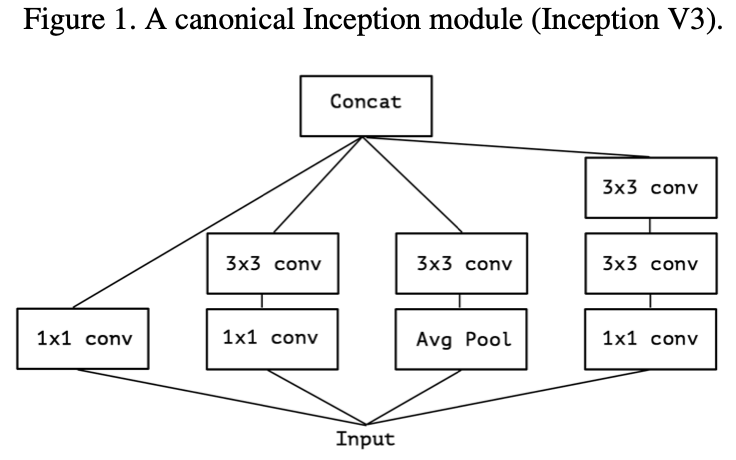 Figure 1. A canonical Inception module (Inception V3).
Concat
3x3 conv
3x3 conv
3x3 conv
3x3 conv
1x1 conv
1x1 conv
Avg Pool
1x1 conv
Input